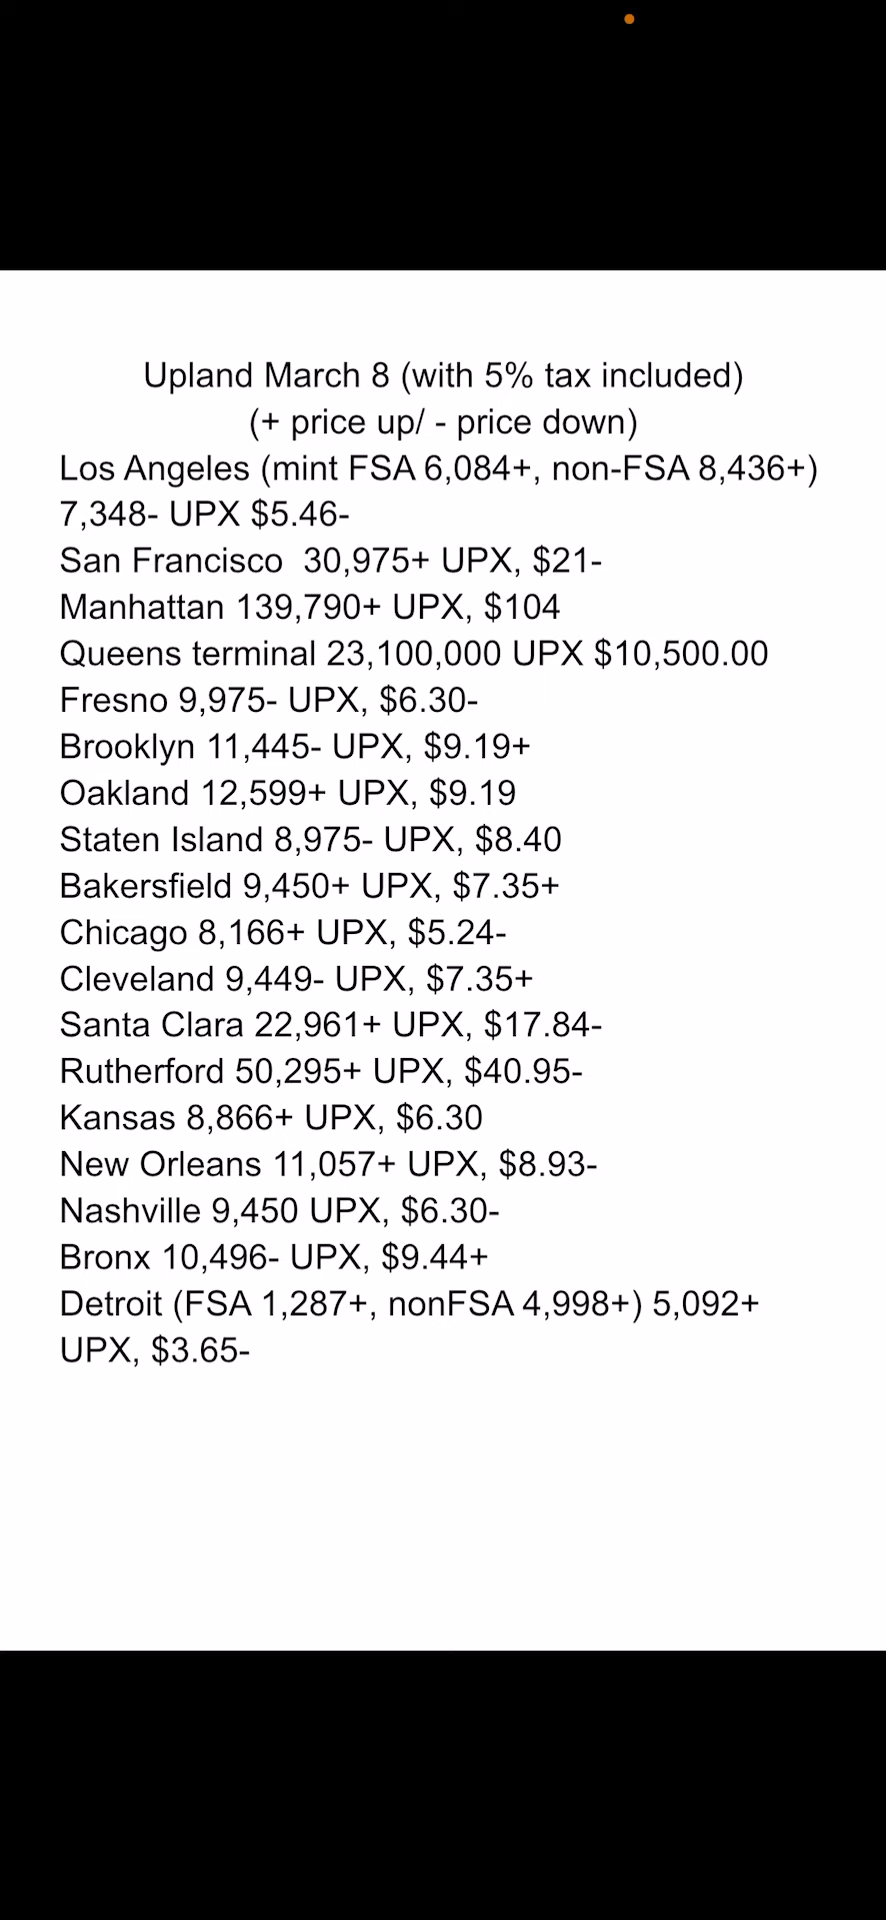 Upland March 8 (with 5% tax included)
(+ price up/ - price down)
Los Angeles (mint FSA 6,084+, non-FSA 8,436+)
7,348- UPX $5.46-
San Francisco  30,975+ UPX, $21-
Manhattan 139,790+ UPX, $104
Queens terminal 23,100,000 UPX $10,500.00
Fresno 9,975- UPX, $6.30-
Brooklyn 11,445- UPX, $9.19+
Oakland 12,599+ UPX, $9.19
Staten Island 8,975- UPX, $8.40
Bakersfield 9,450+ UPX, $7.35+
Chicago 8,166+ UPX, $5.24-
Cleveland 9,449- UPX, $7.35+
Santa Clara 22,961+ UPX, $17.84-
Rutherford 50,295+ UPX, $40.95-
Kansas 8,866+ UPX, $6.30
New Orleans 11,057+ UPX, $8.93-
Nashville 9,450 UPX, $6.30-
Bronx 10,496- UPX, $9.44+
Detroit (FSA 1,287+, nonFSA 4,998+) 5,092+
UPX, $3.65-